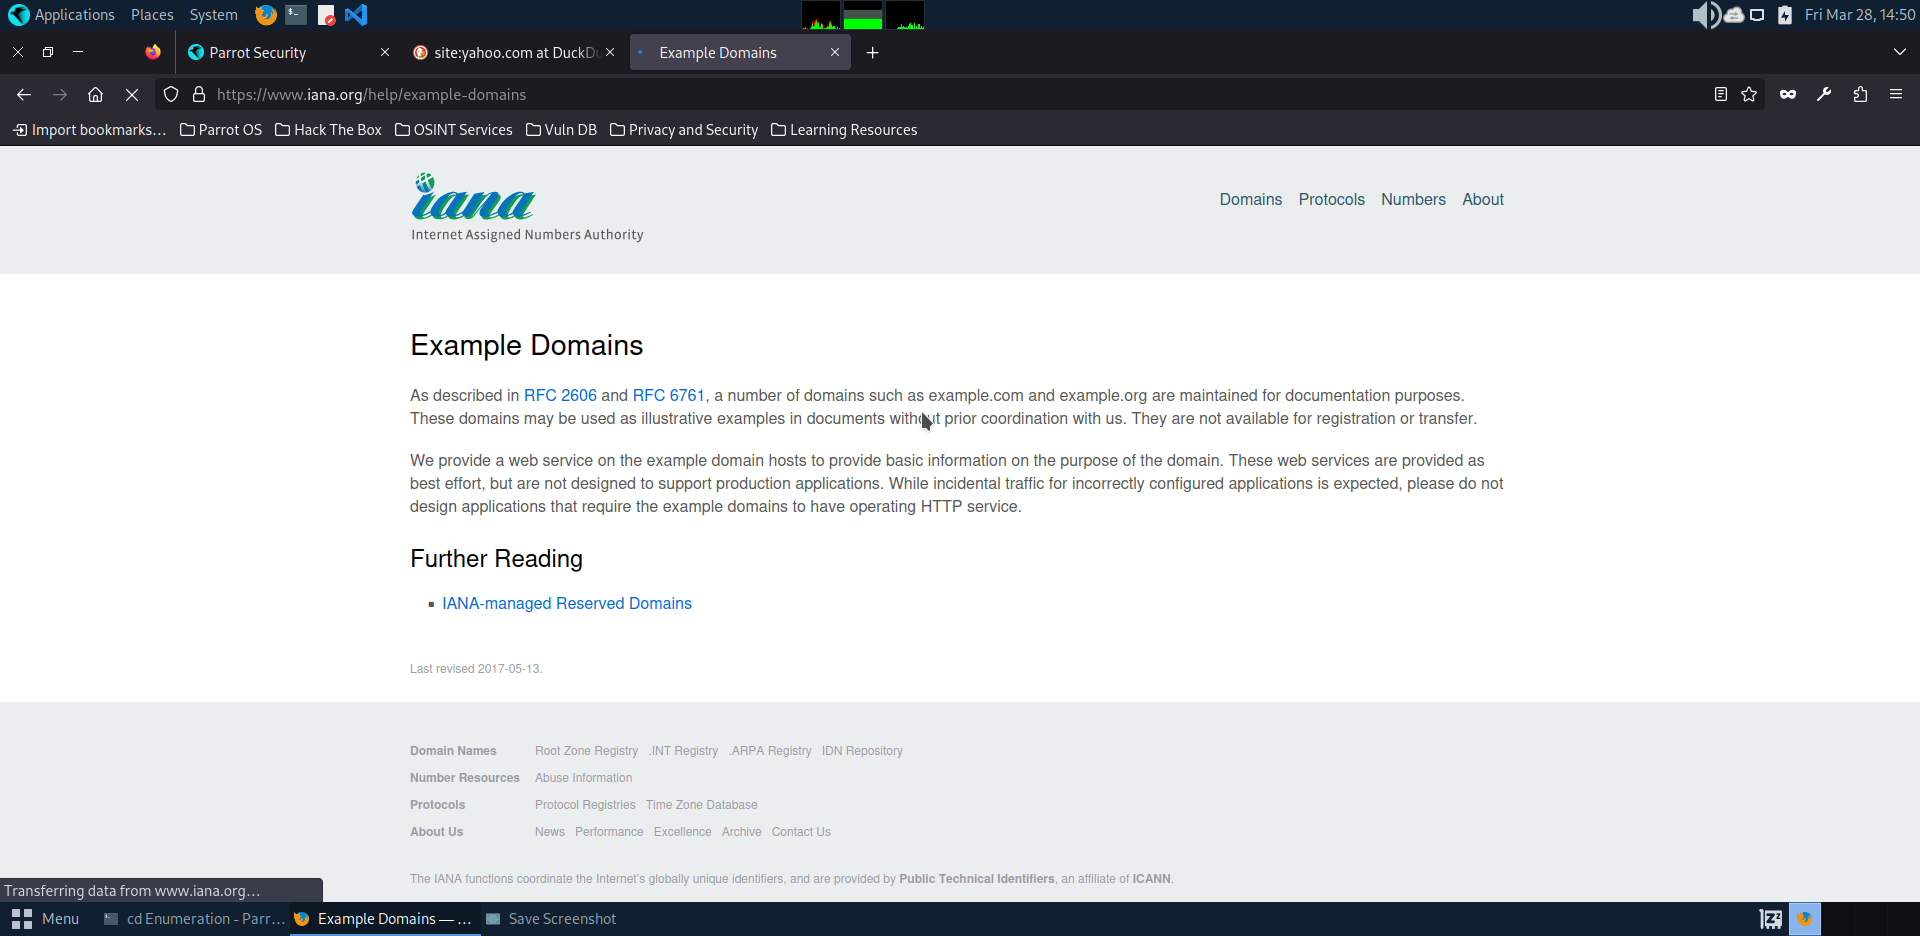 Applications Places System Fri Mar 28, 14:50
Parrot Security site:yahoo.com at DuckDu Example Domains
https://www.iana.org/help/example-domains
Import bookmarks... Parrot OS Hack The Box OSINT Services Vuln DB Privacy and Security Learning Resources
iana
Internet Assigned Numbers Authority
Domains Protocols Numbers About
Example Domains
As described in RFC 2606 and RFC 6761, a number of domains such as example.com and example.org are maintained for documentation purposes.
These domains may be used as illustrative examples in documents without prior coordination with us. They are not available for registration or transfer.
We provide a web service on the example domain hosts to provide basic information on the purpose of the domain. These web services are provided as
best effort, but are not designed to support production applications. While incidental traffic for incorrectly configured applications is expected, please do not
design applications that require the example domains to have operating HTTP service.
Further Reading
IANA-managed Reserved Domains
Last revised 2017-05-13.
Domain Names Root Zone Registry .INT Registry .ARPA Registry IDN Repository
Number Resources Abuse Information
Protocols Protocol Registries Time Zone Database
About Us News Performance Excellence Archive Contact Us
The IANA functions coordinate the Internet's globally unique identifiers, and are provided by Public Technical Identifiers, an affiliate of ICANN.
Transferring data from www.iana.org...
Menu cd Enumeration - Parr... Example Domains — ... Save Screenshot